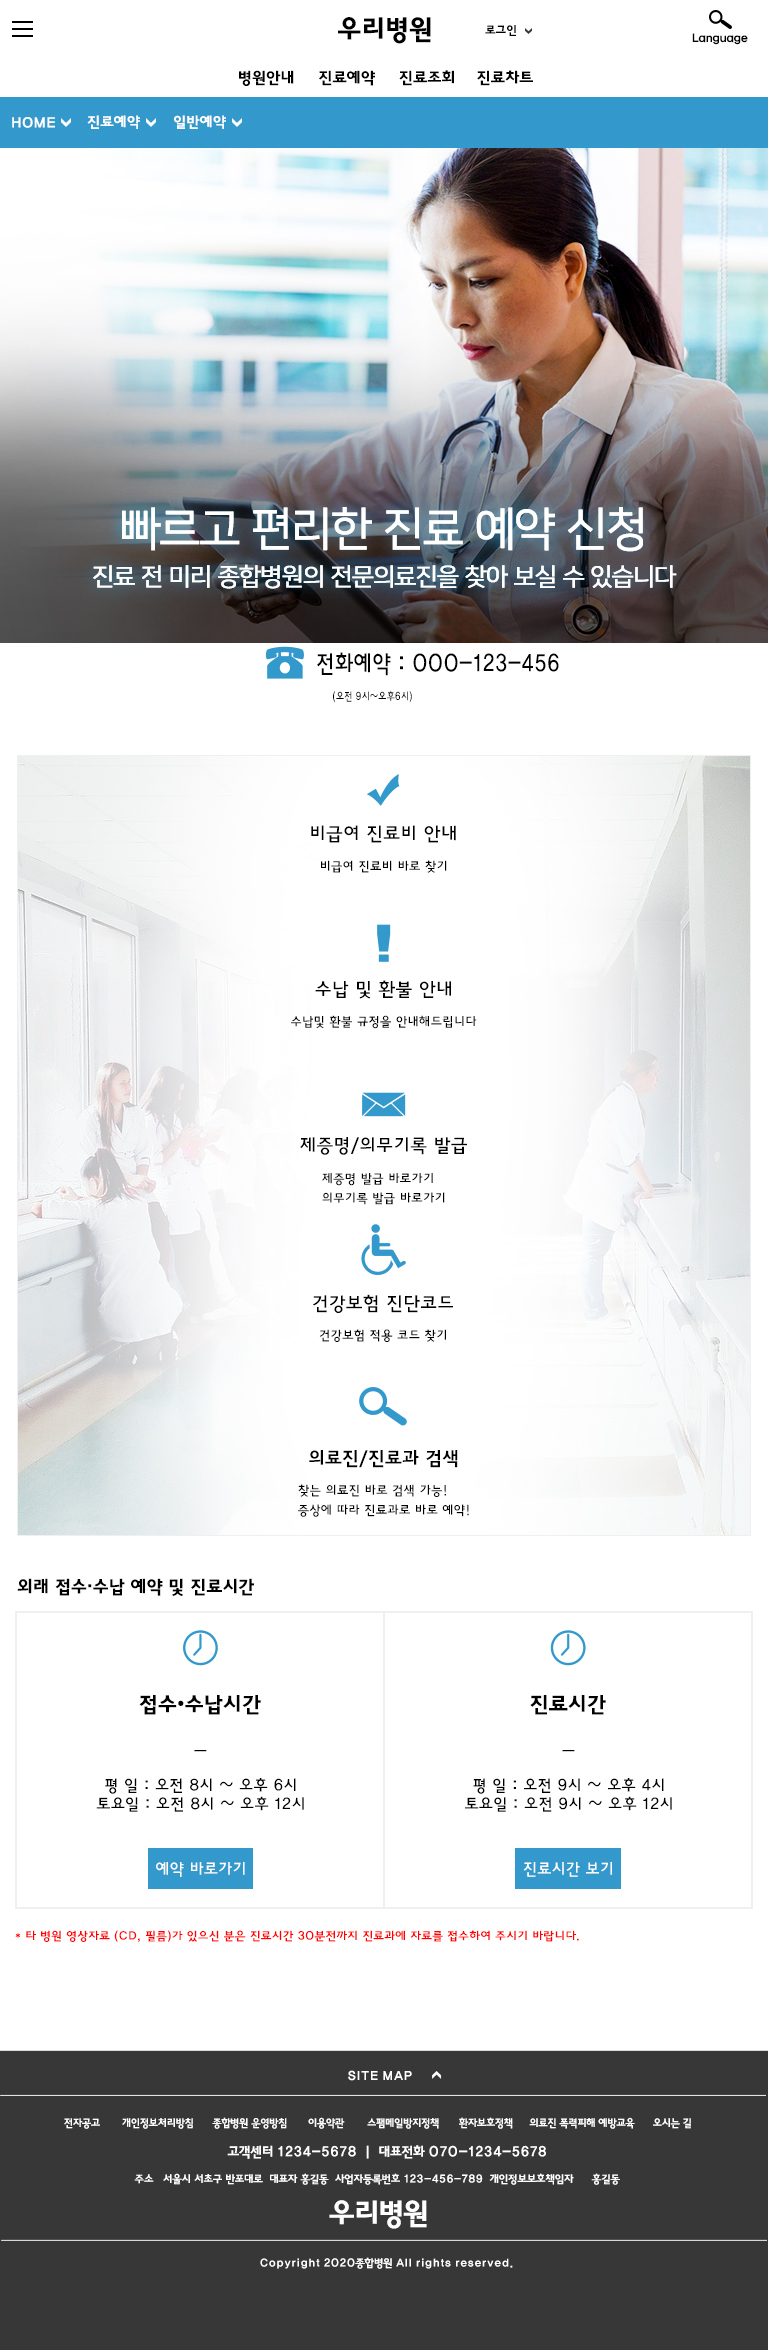 우리병원
로그인
Language
병원안내 진료예약 진료조회 진료차트
HOME 진료예약 일반예약
빠르고 편리한 진료 예약 신청
진료 전 미리 종합병원의 전문의료진을 찾아 보실 수 있습니다
전화예약 : 000-123-456
(오전 9시~오후6시)
비급여 진료비 안내
비급여 진료비 바로 찾기
수납 및 환불 안내
수납및 환불 규정을 안내해드립니다
제증명/의무기록 발급
제증명 발급 바로가기
의무기록 발급 바로가기
건강보험 진단코드
건강보험 적용 코드 찾기
의료진/진료과 검색
찾는 의료진 바로 검색 가능!
증상에 따라 진료과로 바로 예약!
외래 접수·수납 예약 및 진료시간
접수•수납시간
–
평 일 : 오전 8시 ~ 오후 6시
토요일 : 오전 8시 ~ 오후 12시
예약 바로가기
진료시간
–
평 일 : 오전 9시 ~ 오후 4시
토요일 : 오전 9시 ~ 오후 12시
진료시간 보기
* 타 병원 영상자료 (CD, 필름)가 있으신 분은 진료시간 30분전까지 진료과에 자료를 접수하여 주시기 바랍니다.
SITE MAP
전자공고 개인정보처리방침 종합병원 운영방침 이용약관 스팸메일방지정책 환자보호정책 의료진 폭력피해 예방교육 오시는 길
고객센터 1234-5678 | 대표전화 070-1234-5678
주소 서울시 서초구 반포대로 대표자 홍길동 사업자등록번호 123-456-789 개인정보보호책임자 홍길동
우리병원
Copyright 2020종합병원 All rights reserved.